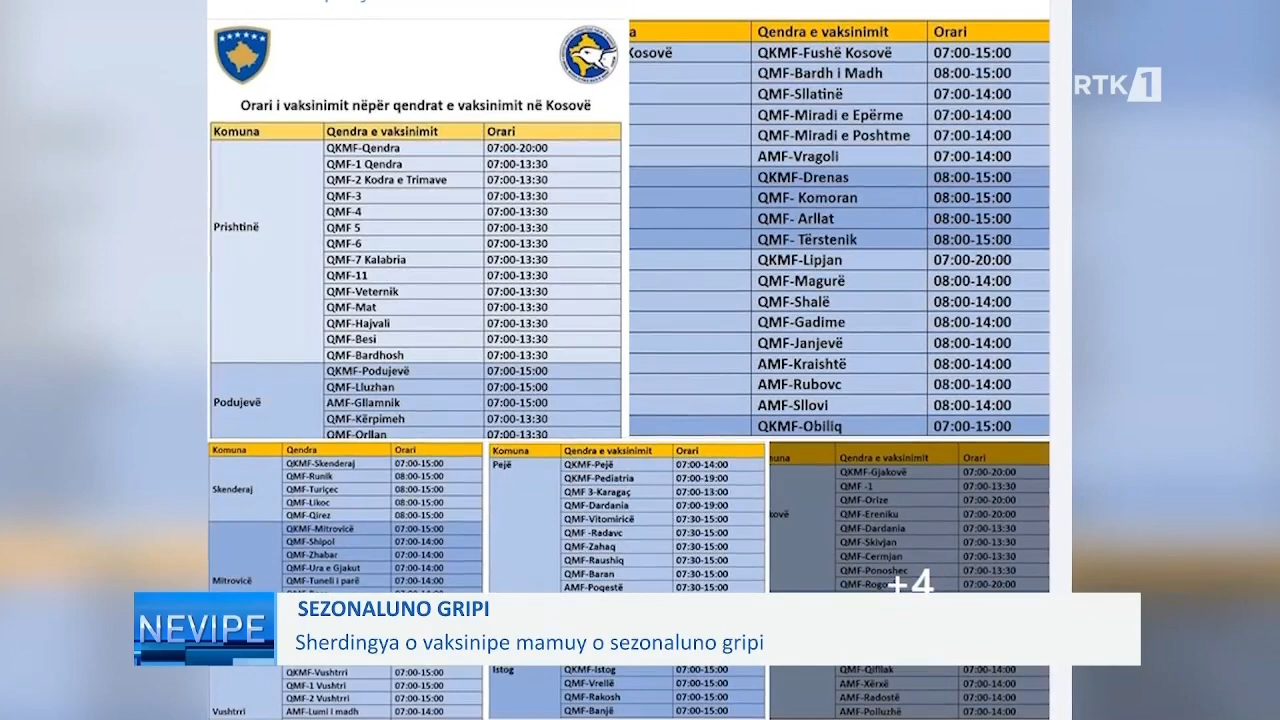 Orari i vaksinimit nëpër qendrat e vaksinimit në Kosovë
Komuna Qendra e vaksinimit Orari
QKMF-Qendra 07:00-20:00
QMF-1 Qendra 07:00-13:30
QMF-2 Kodra e Trimave 07:00-13:30
QMF-3 07:00-13:30
QMF-4 07:00-13:30
Prishtinë QMF 5 07:00-13:30
QMF-6 07:00-13:30
QMF-7 Kalabria 07:00-13:30
QMF-11 07:00-13:30
QMF-Veternik 07:00-13:30
QMF-Mat 07:00-13:30
QMF-Hajvali 07:00-13:30
QMF-Besi 07:00-13:30
QMF-Bardhosh 07:00-13:30
QKMF-Podujevë 07:00-15:00
QMF-Lluzhan 07:00-15:00
Podujevë AMF-Gllamnik 07:00-15:00
QMF-Kërpimeh 07:00-13:30
QMF-Orllan 07:00-13:30
a Qendra e vaksinimit Orari
Kosovë QKMF-Fushë Kosovë 07:00-15:00
QMF-Bardh i Madh 08:00-15:00
QMF-Sllatinë 07:00-14:00
QMF-Miradi e Epërme 07:00-14:00
QMF-Miradi e Poshtme 07:00-14:00
AMF-Vragoli 07:00-14:00
QKMF-Drenas 08:00-15:00
QMF- Komoran 08:00-15:00
QMF- Arllat 08:00-15:00
QMF- Tërstenik 08:00-15:00
QKMF-Lipjan 07:00-20:00
QMF-Magurë 08:00-14:00
QMF-Shalë 08:00-14:00
QMF-Gadime 08:00-14:00
QMF-Janjevë 08:00-14:00
AMF-Kraishtë 08:00-14:00
AMF-Rubovc 08:00-14:00
AMF-Sllovi 08:00-14:00
QKMF-Obiliq 07:00-15:00
RTK 1
Komuna Qendra Orari
QKMF-Skenderaj 07:00-15:00
QMF-Runik 08:00-15:00
Skenderaj QMF-Turiçec 08:00-15:00
QMF-Likoc 08:00-15:00
QMF-Qirez 08:00-15:00
QKMF-Mitrovicë 07:00-15:00
QMF-Shipol 07:00-14:00
QMF-Zhabar 07:00-14:00
QMF-Ura e Gjakut 07:00-14:00
Mitrovicë QMF-Tuneli i parë 07:00-14:00
QKMF-Vushtrri 07:00-15:00
QMF-1 Vushtrri 07:00-15:00
QMF-2 Vushtrri 07:00-15:00
Vushtrri AMF-Lumi i madh 07:00-14:00
Komuna Qendra e vaksinimit Orari
Pejë QKMF-Pejë 07:00-14:00
QKMF-Pediatria 07:00-19:00
QMF 3-Karagaç 07:00-13:00
QMF-Dardania 07:00-19:00
QMF-Vitomiricë 07:30-15:00
QMF -Radavc 07:30-15:00
QMF-Zahaq 07:30-15:00
QMF-Raushiq 07:30-15:00
QMF-Baran 07:30-15:00
AMF-Poqestë 07:30-15:00
Istog QKMF-Istog 07:00-15:00
QMF-Vrellë 07:00-15:00
QMF-Rakosh 07:00-15:00
QMF-Banjë 07:00-15:00
muna Qendra e vaksinimit Orari
QKMF-Gjakovë 07:00-20:00
QMF -1 07:00-13:30
QMF-Orize 07:00-20:00
kovë QMF-Ereniku 07:00-20:00
QMF-Dardania 07:00-13:30
QMF-Skivjan 07:00-13:30
QMF-Cermjan 07:00-13:30
QMF-Ponoshec 07:00-13:30
QMF-Rogo 07:00-20:00
+4
QMF-Qifllak 07:00-14:00
AMF-Xërxë 07:00-14:00
AMF-Radostë 07:00-14:00
AMF-Polluzhë 07:00-14:00
NEVIPE
SEZONALUNO GRIPI
Sherdingya o vaksinipe mamuy o sezonaluno gripi